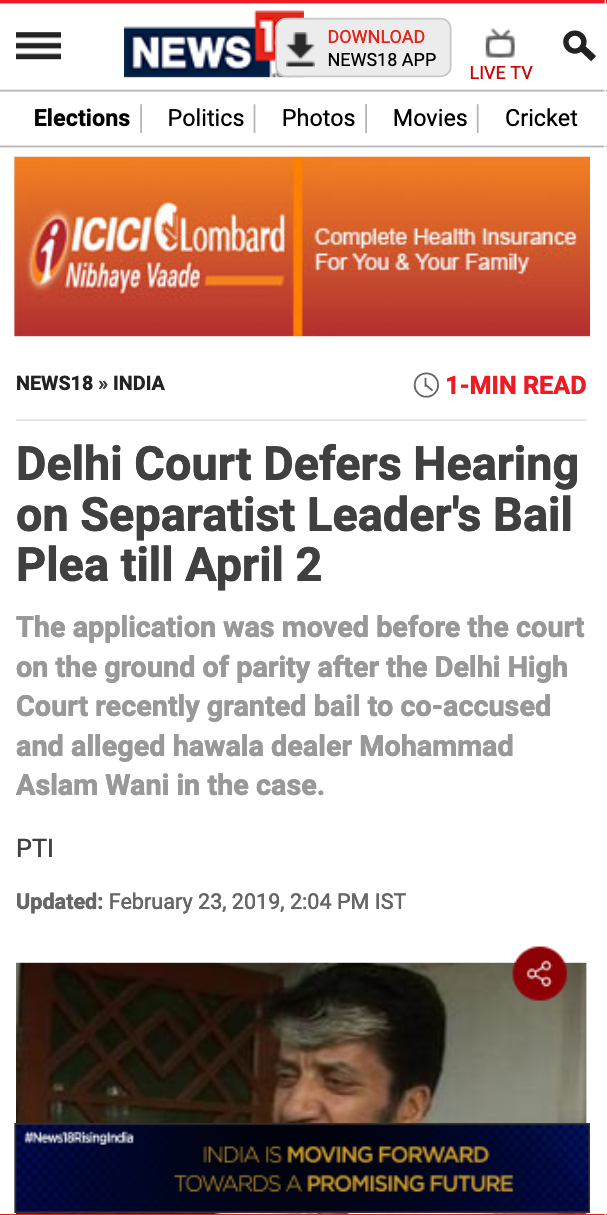 NEWS
DOWNLOAD
NEWS18 APP
LIVE TV
Elections
Politics
Photos
Movies
Cricket
ICICI Lombard
Nibhaye Vaade
Complete Health Insurance
For You & Your Family
NEWS18 » INDIA
1-MIN READ
Delhi Court Defers Hearing
on Separatist Leader's Bail
Plea till April 2
The application was moved before the court
on the ground of parity after the Delhi High
Court recently granted bail to co-accused
and alleged hawala dealer Mohammad
Aslam Wani in the case.
PTI
Updated: February 23, 2019, 2:04 PM IST
#News18RisingIndia
INDIA IS MOVING FORWARD
TOWARDS A PROMISING FUTURE